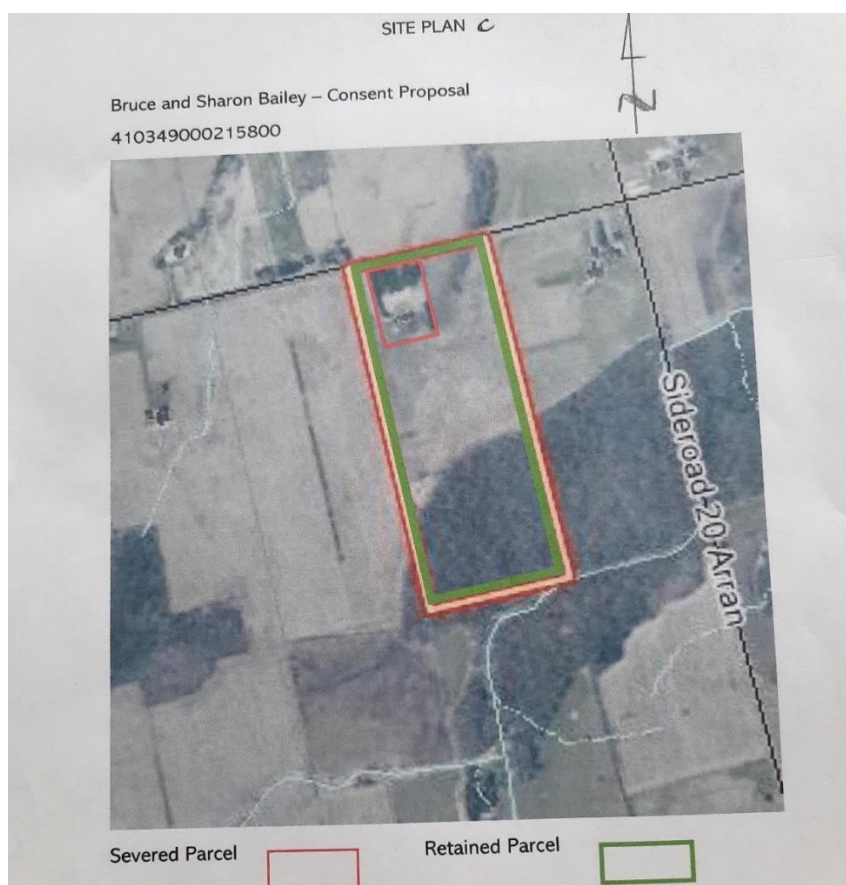 SITE PLAN C
N
Bruce and Sharon Bailey – Consent Proposal
410349000215800
Sideroad-20-Arran
Severed Parcel
Retained Parcel